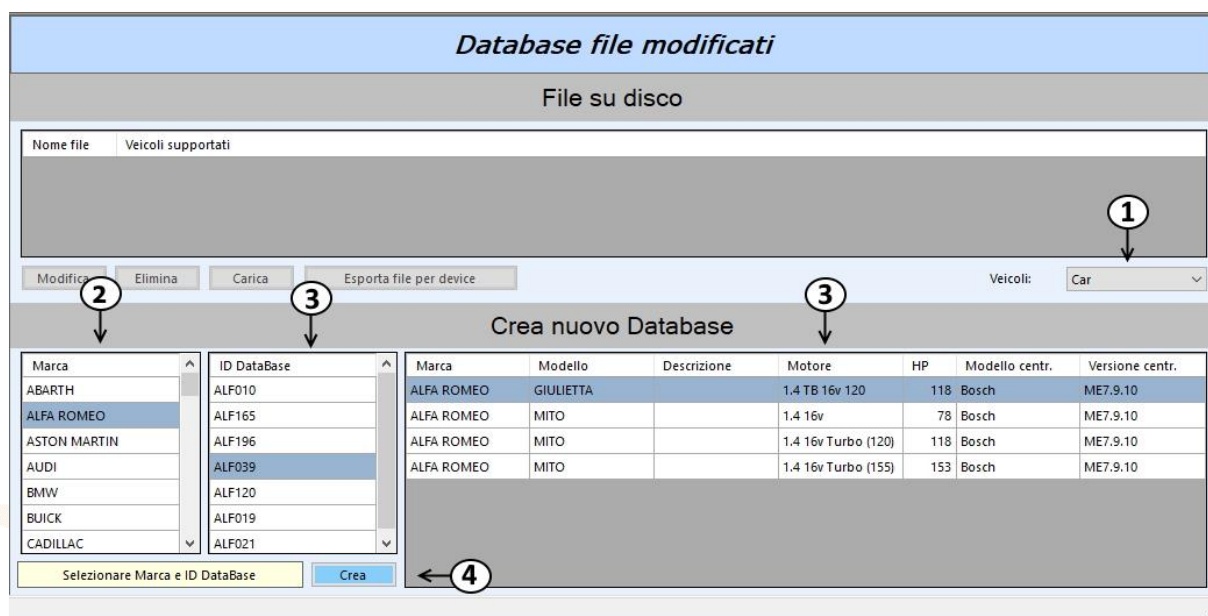 Database file modificati
File su disco
Nome file Veicoli supportati
1
Modifica Elimina Carica Esporta file per device Veicoli: Car
2 3 3
Crea nuovo Database
Marca ID DataBase Marca Modello Descrizione Motore HP Modello centr. Versione centr.
ABARTH ALF010 ALFA ROMEO GIULIETTA 1.4 TB 16v 120 118 Bosch ME7.9.10
ALFA ROMEO ALF165 ALFA ROMEO MITO 1.4 16v 78 Bosch ME7.9.10
ASTON MARTIN ALF196 ALFA ROMEO MITO 1.4 16v Turbo (120) 118 Bosch ME7.9.10
AUDI ALF039 ALFA ROMEO MITO 1.4 16v Turbo (155) 153 Bosch ME7.9.10
BMW ALF120
BUICK ALF019
CADILLAC ALF021
Selezionare Marca e ID DataBase Crea 4